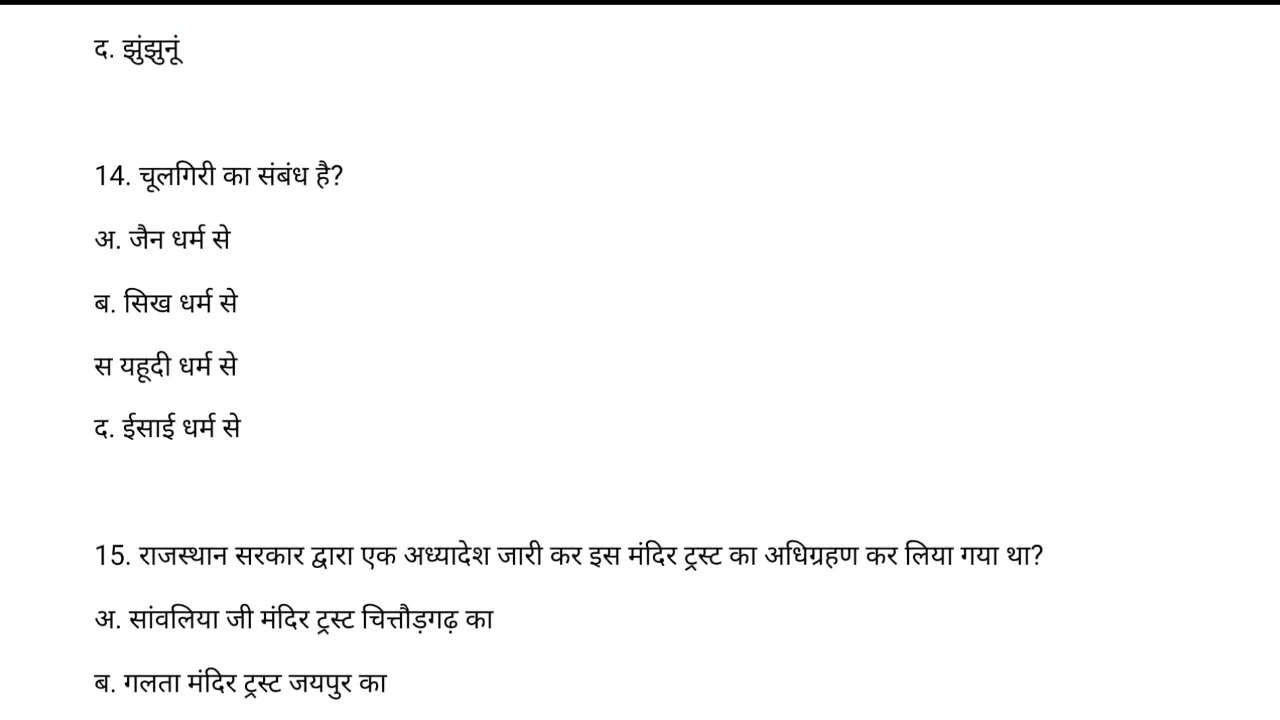 द. झुंझुनूं
14. चूलगिरी का संबंध है?
अ. जैन धर्म से
ब. सिख धर्म से
स यहूदी धर्म से
द. ईसाई धर्म से
15. राजस्थान सरकार द्वारा एक अध्यादेश जारी कर इस मंदिर ट्रस्ट का अधिग्रहण कर लिया गया था?
अ. सांवलिया जी मंदिर ट्रस्ट चित्तौड़गढ़ का
ब. गलता मंदिर ट्रस्ट जयपुर का